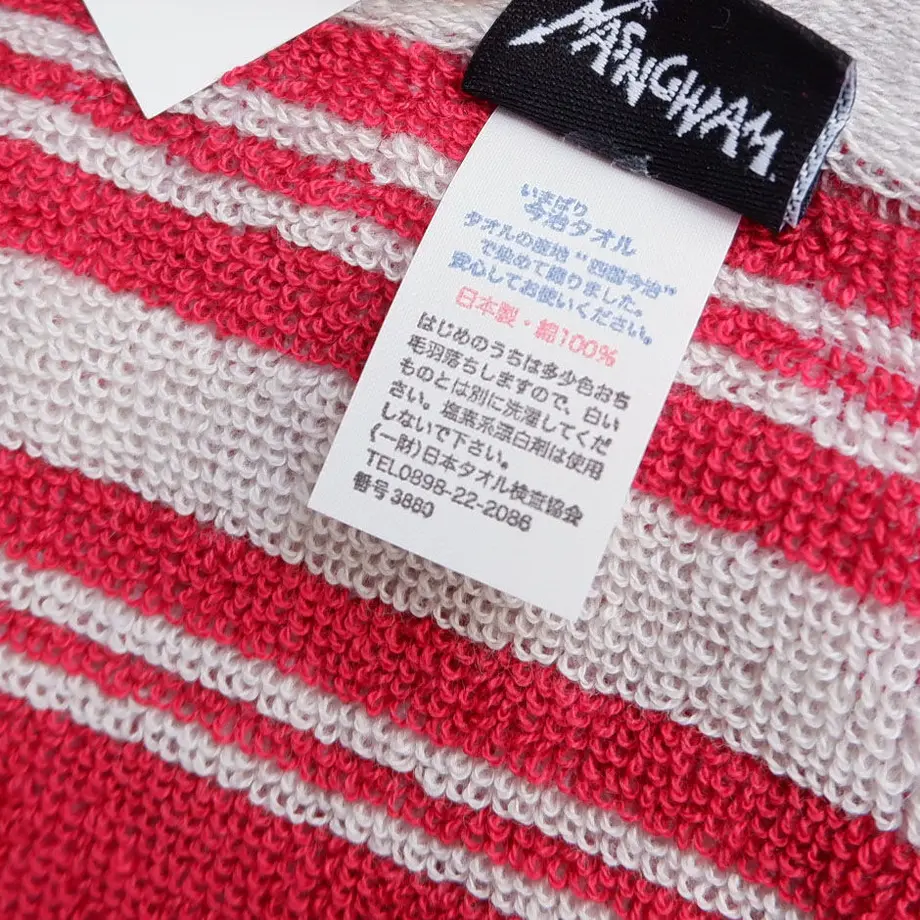 MASTNGWAM
いまばり
今治タオル
タオルの産地“四国今治”
で染めて織りました。
安心してお使いください。
日本製・綿100%
はじめのうちは多少色おち
毛羽落ちしますので、白い
ものとは別に洗濯してくだ
さい。塩素系漂白剤は使用
しないで下さい。
(一財)日本タオル検査協会
TEL0898-22-2086
番号3880